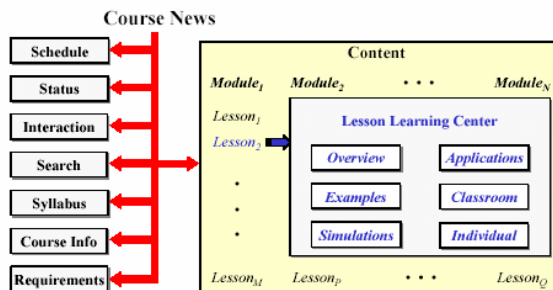 Course News
Schedule
Status
Interaction
Search
Syllabus
Course Info
Requirements
Content
Module1 Module2 • • • ModuleN
Lesson1
Lesson2
•
•
•
Lesson Learning Center
Overview Applications
Examples Classroom
Simulations Individual
LessonM LessonP • • • LessonQ